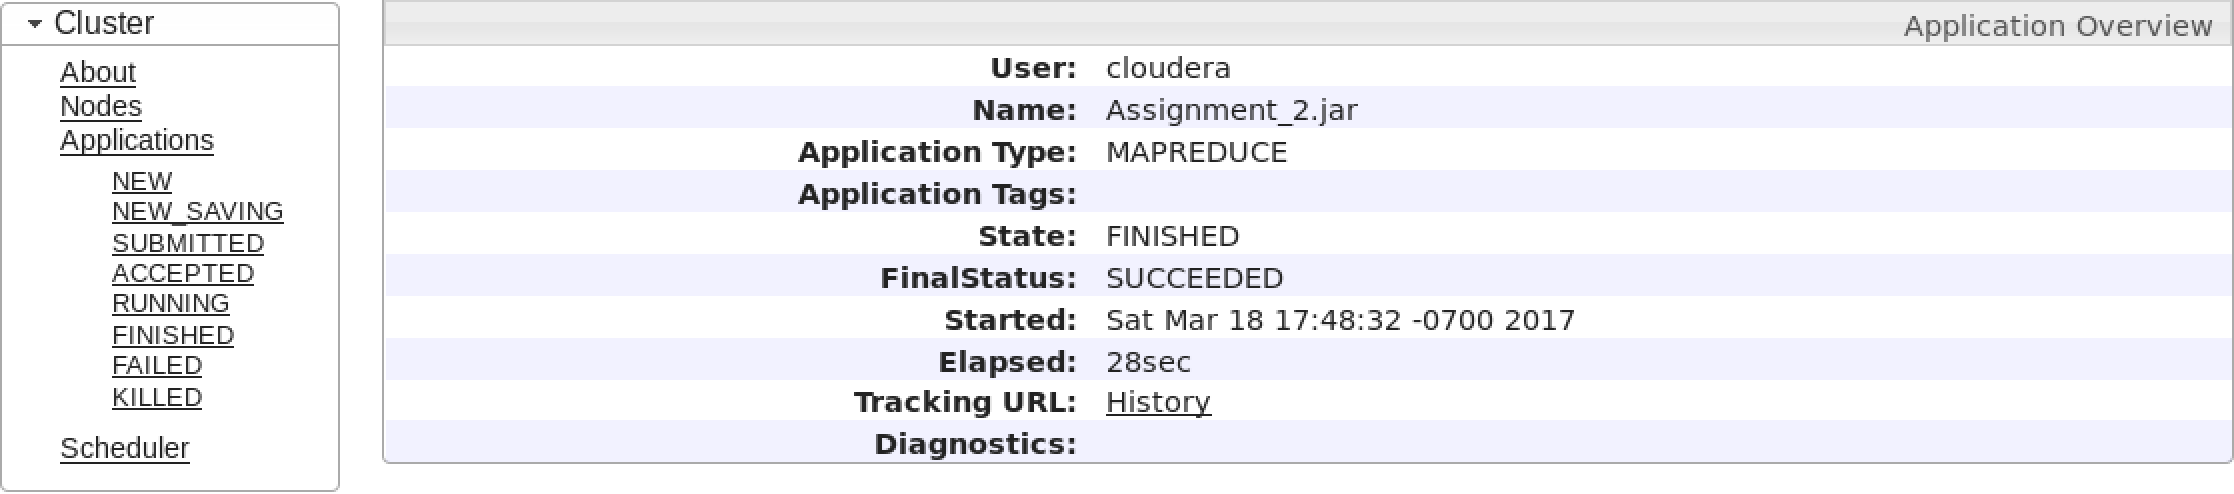 Cluster
About
Nodes
Applications
NEW
NEW_SAVING
SUBMITTED
ACCEPTED
RUNNING
FINISHED
FAILED
KILLED
Scheduler
Application Overview
User: cloudera
Name: Assignment_2.jar
Application Type: MAPREDUCE
Application Tags:
State: FINISHED
FinalStatus: SUCCEEDED
Started: Sat Mar 18 17:48:32 -0700 2017
Elapsed: 28sec
Tracking URL: History
Diagnostics: